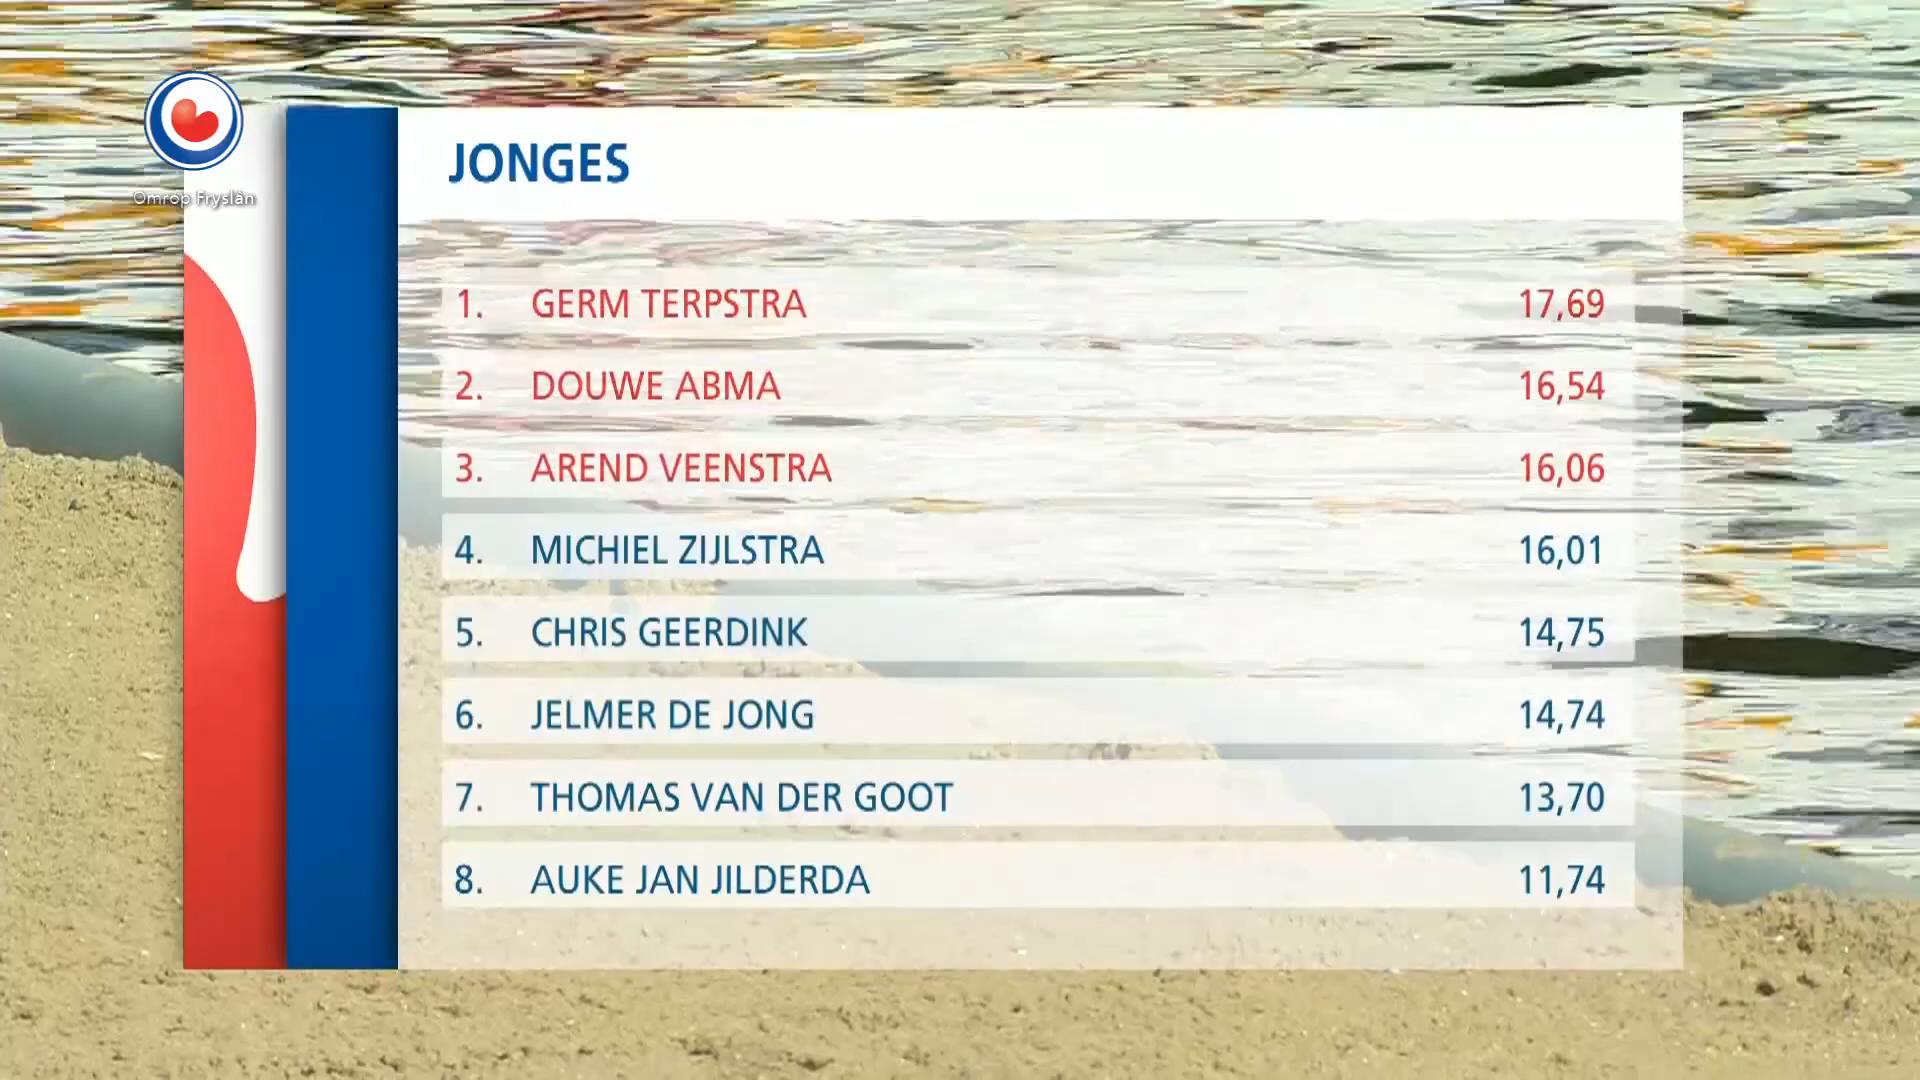 Omrop Fryslân
JONGES
1. GERM TERPSTRA 17,69
2. DOUWE ABMA 16,54
3. AREND VEENSTRA 16,06
4. MICHIEL ZIJLSTRA 16,01
5. CHRIS GEERDINK 14,75
6. JELMER DE JONG 14,74
7. THOMAS VAN DER GOOT 13,70
8. AUKE JAN JILDERDA 11,74